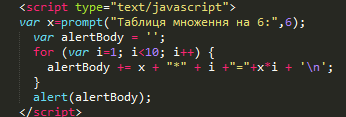 <script type="text/javascript">
var x=prompt("Таблиця множення на 6:",6);
var alertBody = '';
for (var i=1; i<10; i++) {
alertBody += x + "*" + i +"="+x*i + '\n';
}
alert(alertBody);
</script>